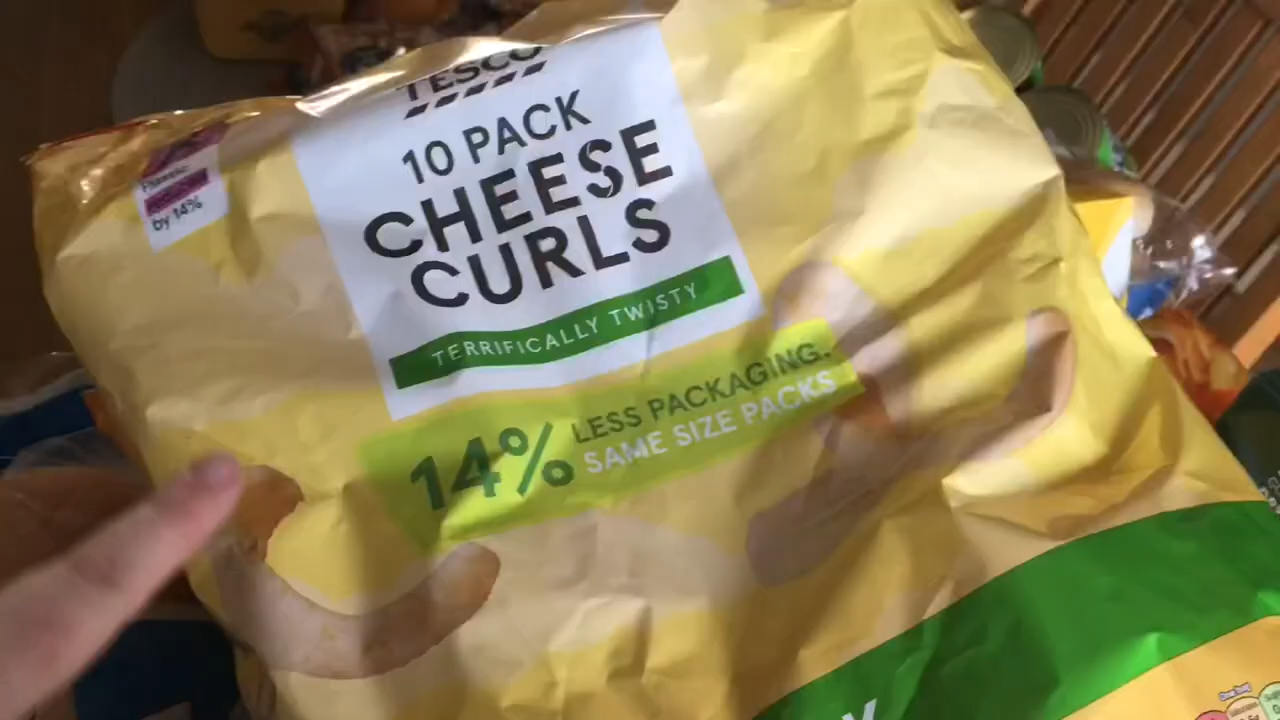 TESCO
10 PACK
CHEESE
CURLS
TERRIFICALLY TWISTY
by 14%
14% LESS PACKAGING.
SAME SIZE PACKS